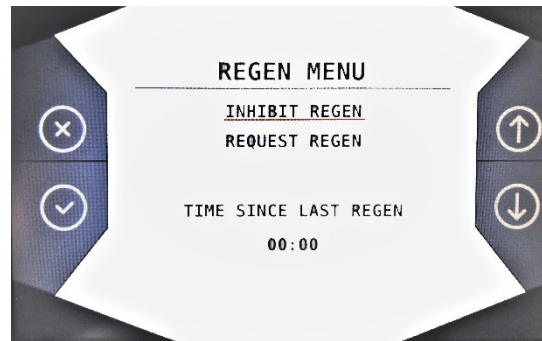 REGEN MENU
INHIBIT REGEN
REQUEST REGEN
TIME SINCE LAST REGEN
00:00